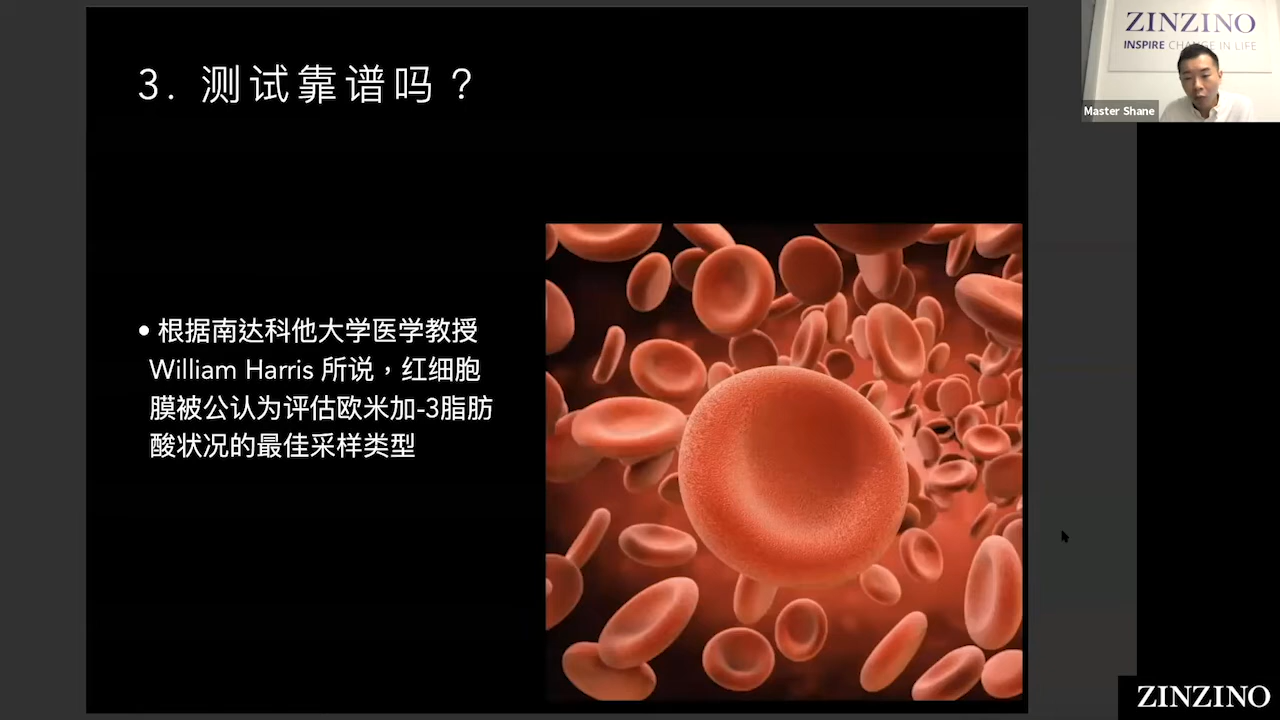 3. 测试靠谱吗？
• 根据南达科他大学医学教授
William Harris 所说，红细胞
膜被公认为评估欧米加-3脂肪
酸状况的最佳采样类型
ZINZINO
INSPIRE CHANGE IN LIFE
Master Shane
ZINZINO